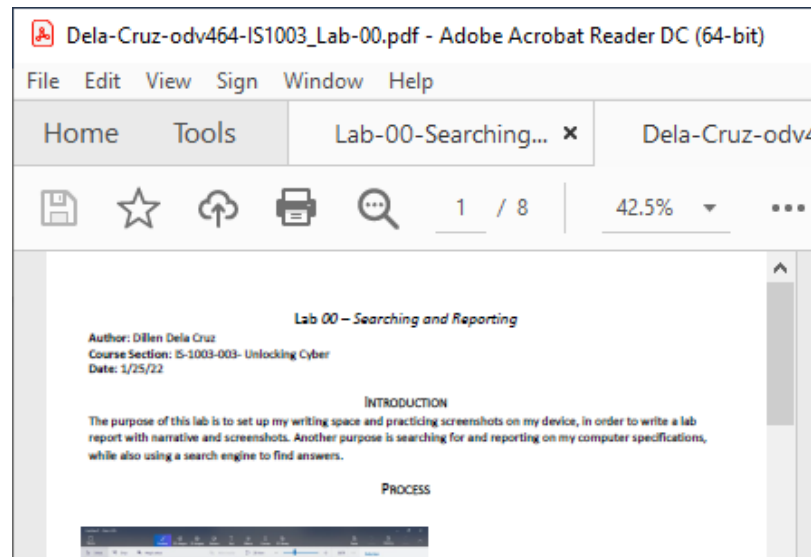 Dela-Cruz-odv464-IS1003_Lab-00.pdf - Adobe Acrobat Reader DC (64-bit)
File Edit View Sign Window Help
Home Tools Lab-00-Searching... × Dela-Cruz-odv4
1 / 8 42.5%
Lab 00 – Searching and Reporting
Author: Dillen Dela Cruz
Course Section: IS-1003-003- Unlocking Cyber
Date: 1/25/22
INTRODUCTION
The purpose of this lab is to set up my writing space and practicing screenshots on my device, in order to write a lab
report with narrative and screenshots. Another purpose is searching for and reporting on my computer specifications,
while also using a search engine to find answers.
PROCESS